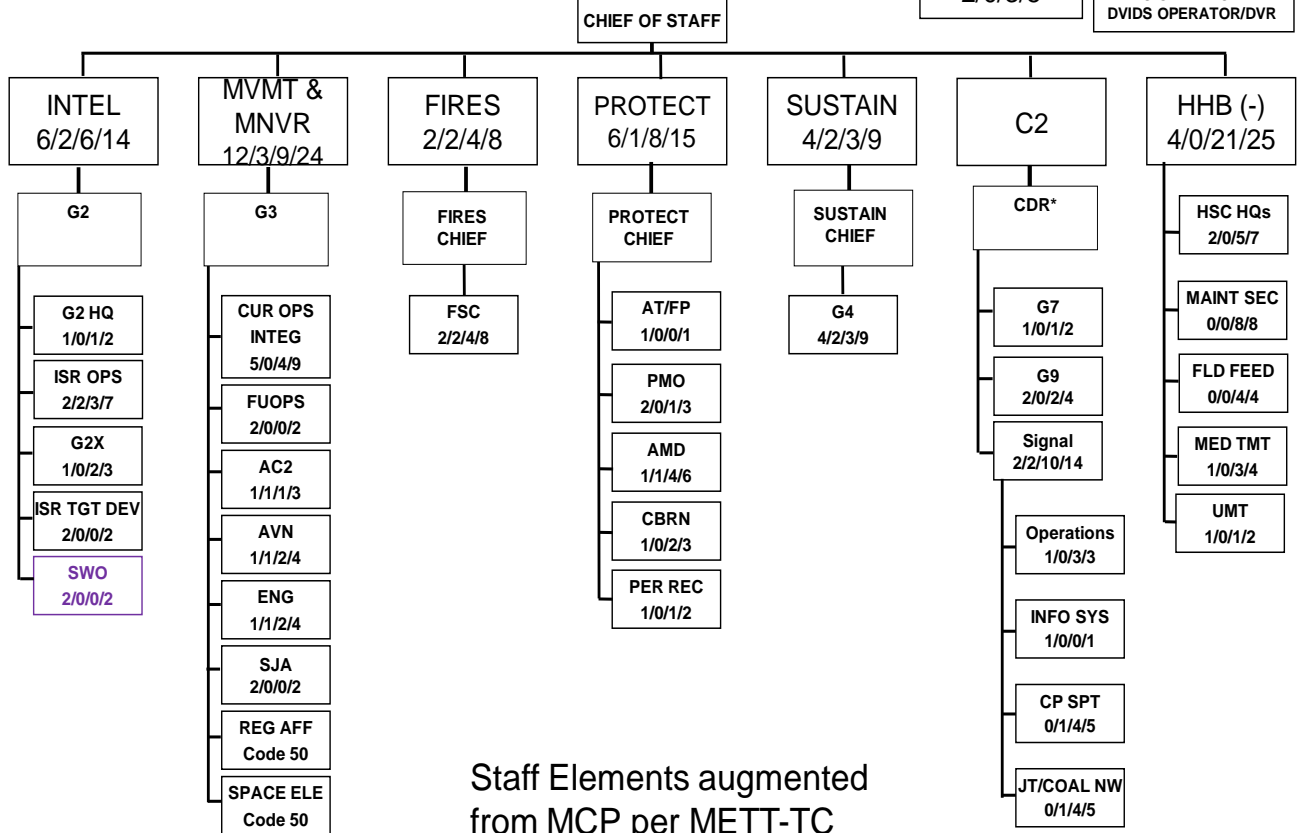 CHIEF OF STAFF
DVIDS OPERATOR/DVR
INTEL
6/2/6/14
MVMT &
MNVR
12/3/9/24
FIRES
2/2/4/8
PROTECT
6/1/8/15
SUSTAIN
4/2/3/9
C2
HHB (-)
4/0/21/25
G2
G2 HQ
1/0/1/2
ISR OPS
2/2/3/7
G2X
1/0/2/3
ISR TGT DEV
2/0/0/2
SWO
2/0/0/2
G3
CUR OPS
INTEG
5/0/4/9
FUOPS
2/0/0/2
AC2
1/1/1/3
AVN
1/1/2/4
ENG
1/1/2/4
SJA
2/0/0/2
REG AFF
Code 50
SPACE ELE
Code 50
FIRES
CHIEF
FSC
2/2/4/8
PROTECT
CHIEF
AT/FP
1/0/0/1
PMO
2/0/1/3
AMD
1/1/4/6
CBRN
1/0/2/3
PER REC
1/0/1/2
SUSTAIN
CHIEF
G4
4/2/3/9
CDR*
G7
1/0/1/2
G9
2/0/2/4
Signal
2/2/10/14
Operations
1/0/3/3
INFO SYS
1/0/0/1
CP SPT
0/1/4/5
JT/COAL NW
0/1/4/5
HSC HQs
2/0/5/7
MAINT SEC
0/0/8/8
FLD FEED
0/0/4/4
MED TMT
1/0/3/4
UMT
1/0/1/2
Staff Elements augmented
from MCP per METT-TC